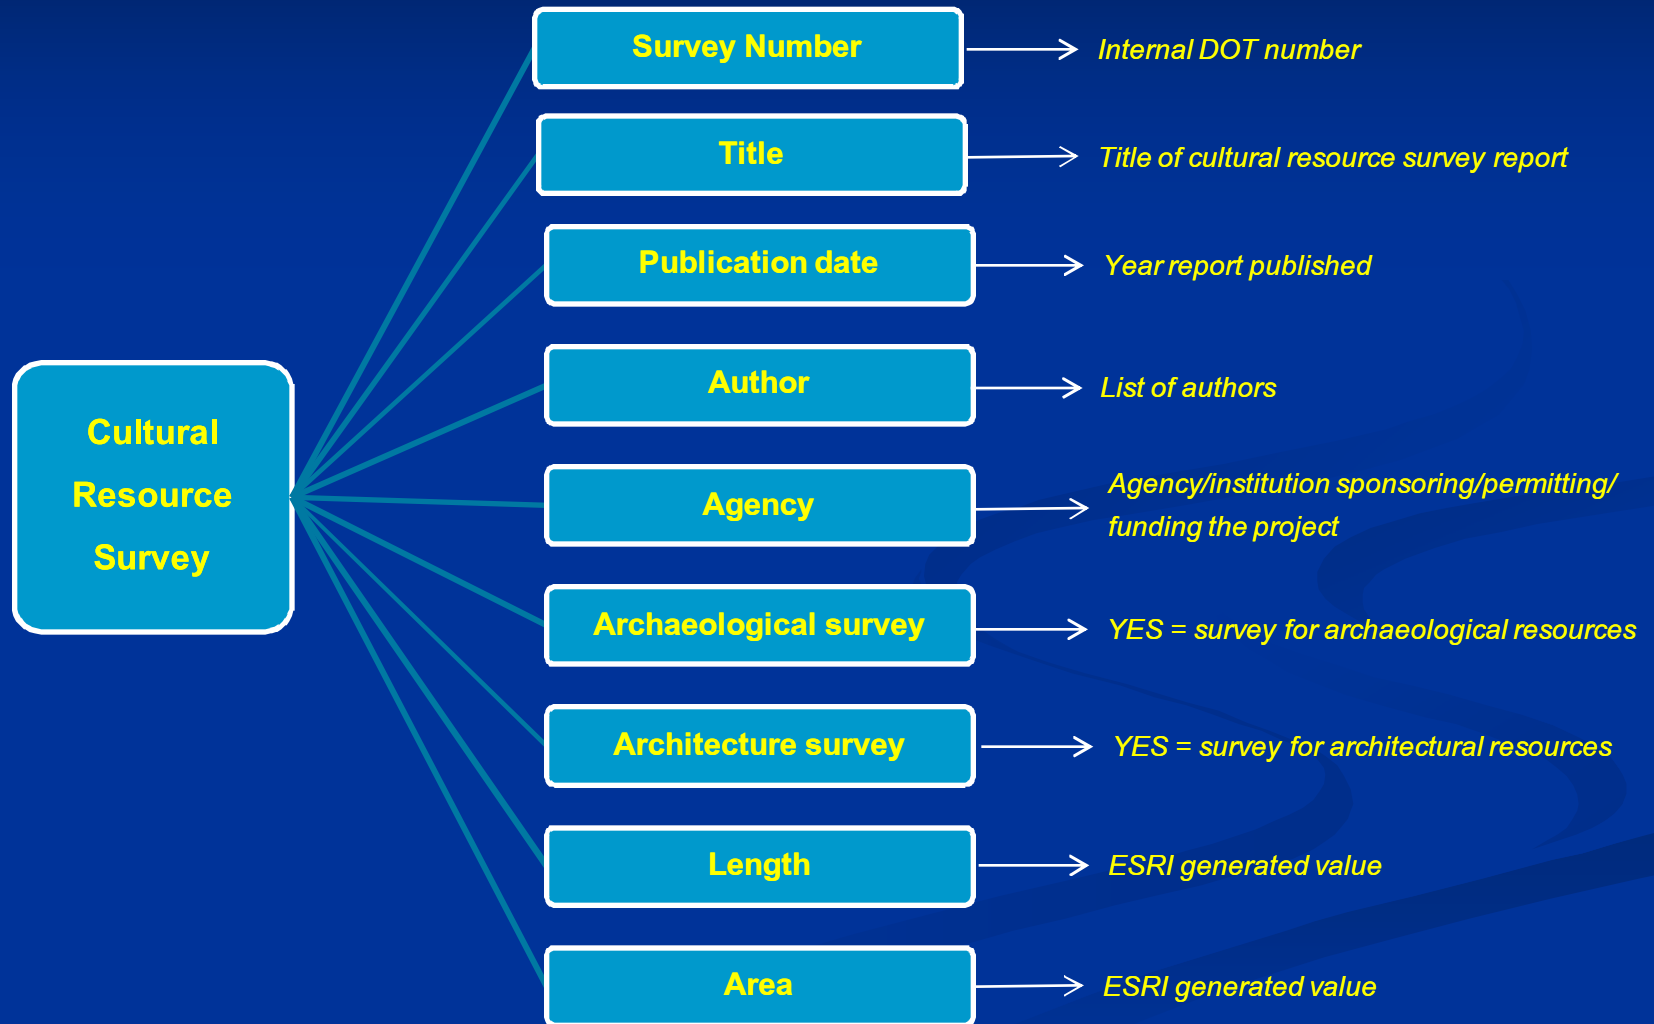 Cultural
Resource
Survey
Survey Number
Internal DOT number
Title
Title of cultural resource survey report
Publication date
Year report published
Author
List of authors
Agency
Agency/institution sponsoring/permitting/
funding the project
Archaeological survey
YES = survey for archaeological resources
Architecture survey
YES = survey for architectural resources
Length
ESRI generated value
Area
ESRI generated value